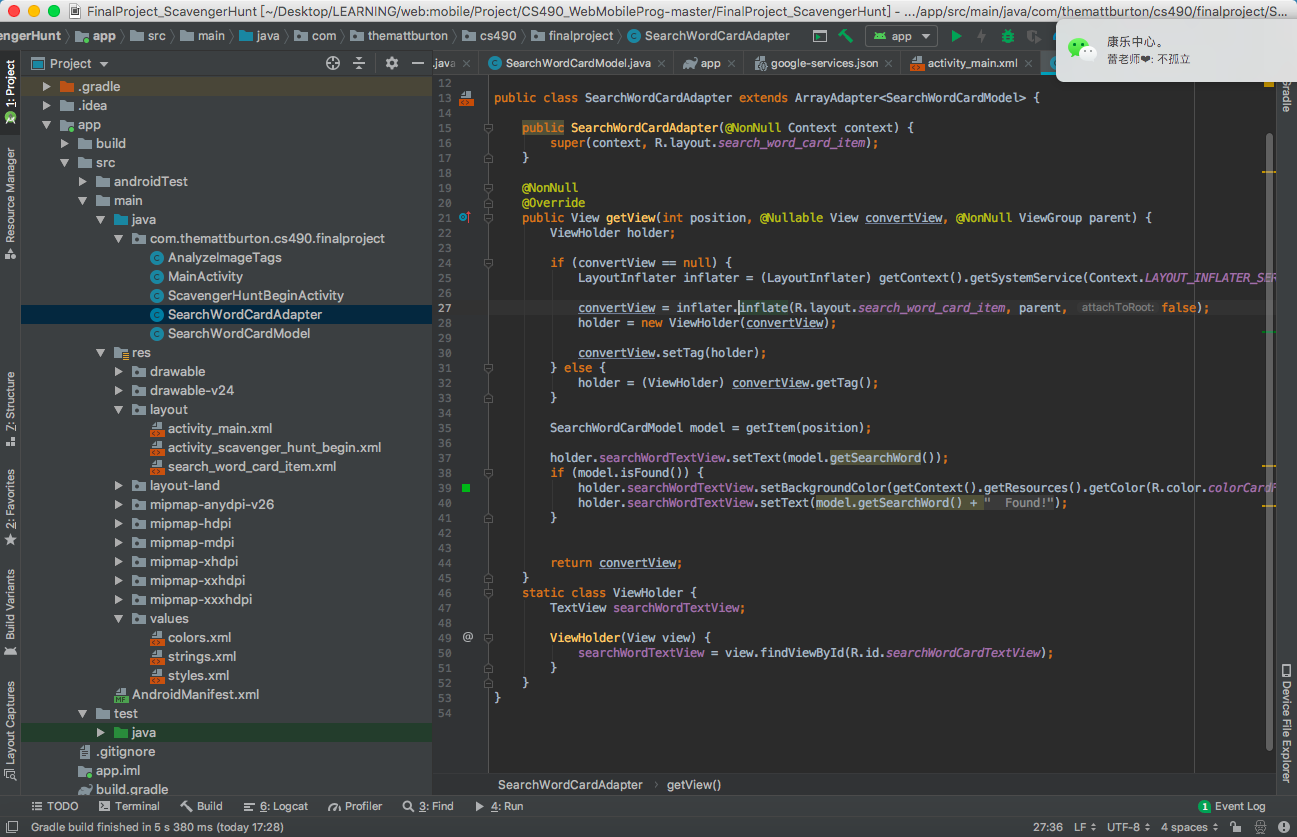 FinalProject_ScavengerHunt [~/Desktop/LEARNING/web:mobile/Project/CS490_WebMobileProg-master/FinalProject_ScavengerHunt] - .../app/src/main/java/com/themattburton/cs490/finalproject/S...
engerHunt app src main java com themattburton cs490 finalproject SearchWordCardAdapter app
康乐中心。
蕾老师❤: 不孤立
Project
.java SearchWordCardModel.java app google-services.json activity_main.xml
1: Project
Resource Manager
Z: Structure
2: Favorites
Build Variants
Layout Captures
.gradle
.idea
app
build
src
androidTest
main
java
com.themattburton.cs490.finalproject
AnalyzeImageTags
MainActivity
ScavengerHuntBeginActivity
SearchWordCardAdapter
SearchWordCardModel
res
drawable
drawable-v24
layout
activity_main.xml
activity_scavenger_hunt_begin.xml
search_word_card_item.xml
layout-land
mipmap-anydpi-v26
mipmap-hdpi
mipmap-mdpi
mipmap-xhdpi
mipmap-xxhdpi
mipmap-xxxhdpi
values
colors.xml
strings.xml
styles.xml
AndroidManifest.xml
test
java
.gitignore
app.iml
build.gradle
12
13 public class SearchWordCardAdapter extends ArrayAdapter<SearchWordCardModel> {
14
15 public SearchWordCardAdapter(@NonNull Context context) {
16 super(context, R.layout.search_word_card_item);
17 }
18
19 @NonNull
20 @Override
21 public View getView(int position, @Nullable View convertView, @NonNull ViewGroup parent) {
22 ViewHolder holder;
23
24 if (convertView == null) {
25 LayoutInflater inflater = (LayoutInflater) getContext().getSystemService(Context.LAYOUT_INFLATER_SER
26
27 convertView = inflater.inflate(R.layout.search_word_card_item, parent, attachToRoot: false);
28 holder = new ViewHolder(convertView);
29
30 convertView.setTag(holder);
31 } else {
32 holder = (ViewHolder) convertView.getTag();
33 }
34
35 SearchWordCardModel model = getItem(position);
36
37 holder.searchWordTextView.setText(model.getSearchWord());
38 if (model.isFound()) {
39 holder.searchWordTextView.setBackgroundColor(getContext().getResources().getColor(R.color.colorCardF
40 holder.searchWordTextView.setText(model.getSearchWord() + "  Found!");
41 }
42
43
44 return convertView;
45 }
46 static class ViewHolder {
47 TextView searchWordTextView;
48
49 @ ViewHolder(View view) {
50 searchWordTextView = view.findViewById(R.id.searchWordCardTextView);
51 }
52 }
53 }
54
SearchWordCardAdapter getView()
radle
Device File Explorer
TODO Terminal Build 6: Logcat Profiler 3: Find 4: Run 1 Event Log
Gradle build finished in 5 s 380 ms (today 17:28) 27:36 LF UTF-8 4 spaces